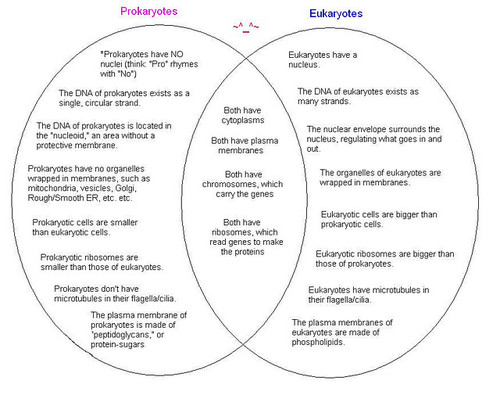 Prokaryotes
Eukaryotes
~^_^~
*Prokaryotes have NO
nuclei (think: "Pro" rhymes
with "No")
The DNA of prokaryotes exists as a
single, circular strand.
The DNA of prokaryotes is located in
the "nucleoid," an area without a
protective membrane.
Prokaryotes have no organelles
wrapped in membranes, such as
mitochondria, vesicles, Golgi,
Rough/Smooth ER, etc. etc.
Prokaryotic cells are smaller
than eukaryotic cells.
Prokaryotic ribosomes are
smaller than those of eukaryotes.
Prokaryotes don't have
microtubules in their flagella/cilia.
The plasma membrane of
prokaryotes is made of
"peptidoglycans," or
protein-sugars
Both have
cytoplasms
Both have plasma
membranes
Both have
chromosomes, which
carry the genes
Both have
ribosomes, which
read genes to make
the proteins
Eukaryotes have a
nucleus.
The DNA of eukaryotes exists as
many strands.
The nuclear envelope surrounds the
nucleus, regulating what goes in and
out.
The organelles of eukaryotes are
wrapped in membranes.
Eukaryotic cells are bigger than
prokaryotic cells.
Eukaryotic ribosomes are bigger than
those of prokaryotes.
Eukaryotes have microtubules in
their flagella/cilia.
The plasma membranes of
eukaryotes are made of
phospholipids.